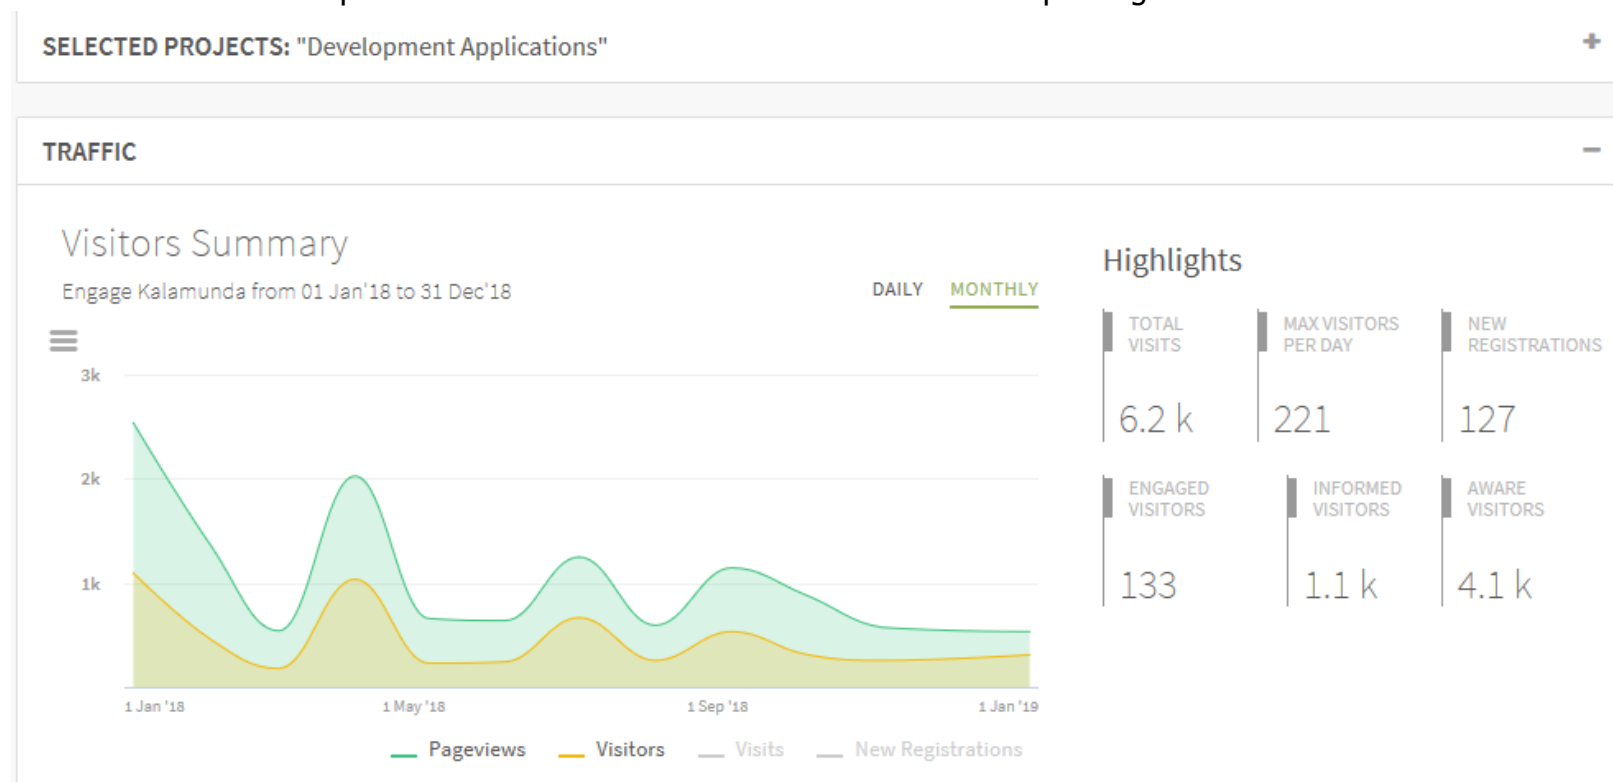 SELECTED PROJECTS: "Development Applications"
TRAFFIC
Visitors Summary
Engage Kalamunda from 01 Jan'18 to 31 Dec'18
DAILY MONTHLY
3k
2k
1k
1 Jan '18 1 May '18 1 Sep '18 1 Jan '19
Pageviews Visitors Visits New Registrations
Highlights
TOTAL
VISITS
6.2 k
MAX VISITORS
PER DAY
221
NEW
REGISTRATIONS
127
ENGAGED
VISITORS
133
INFORMED
VISITORS
1.1 k
AWARE
VISITORS
4.1 k